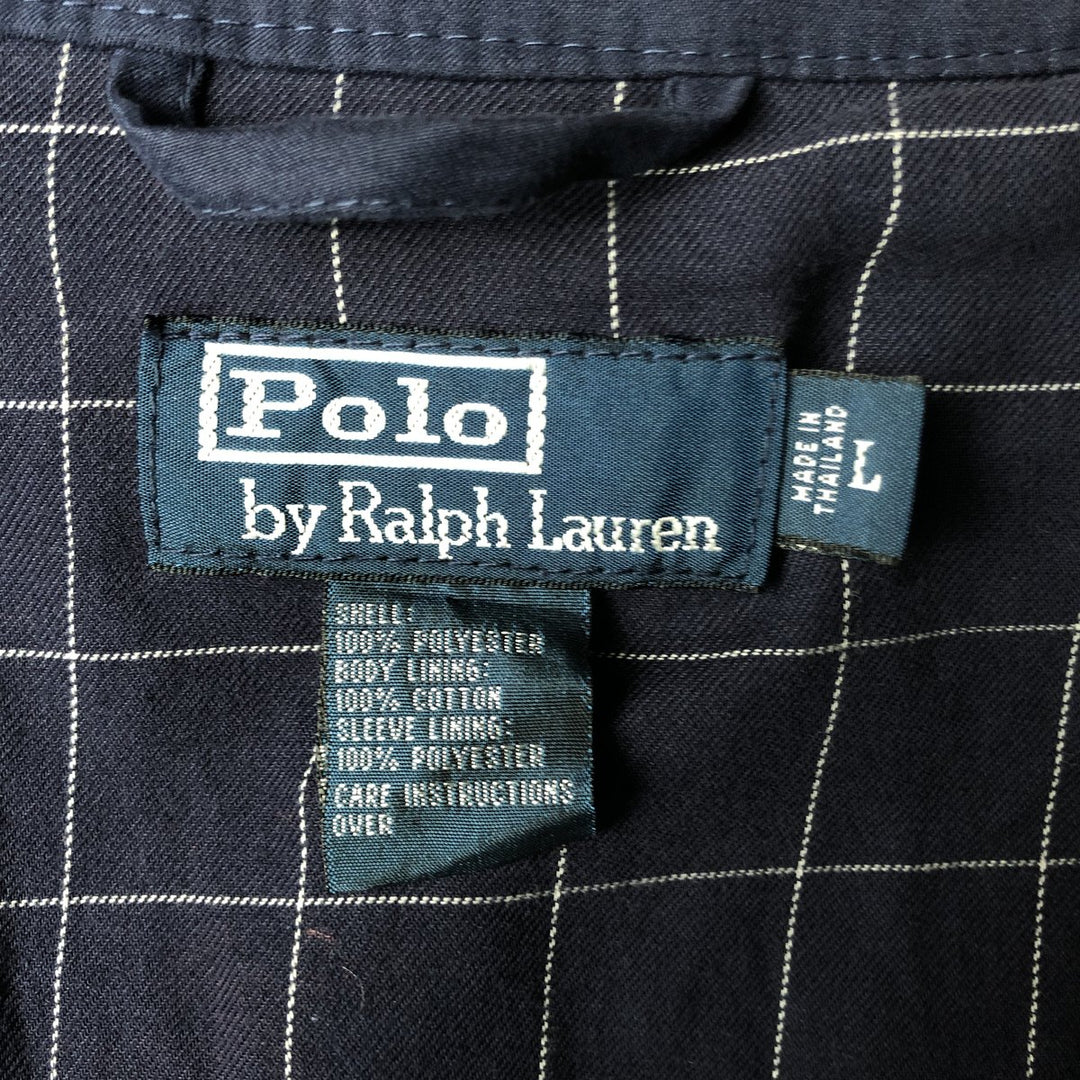 Polo
by Ralph Lauren
MADE IN
THAILAND
L
SHELL:
100% POLYESTER
BODY LINING:
100% COTTON
SLEEVE LINING:
100% POLYESTER
CARE INSTRUCTIONS
OVER